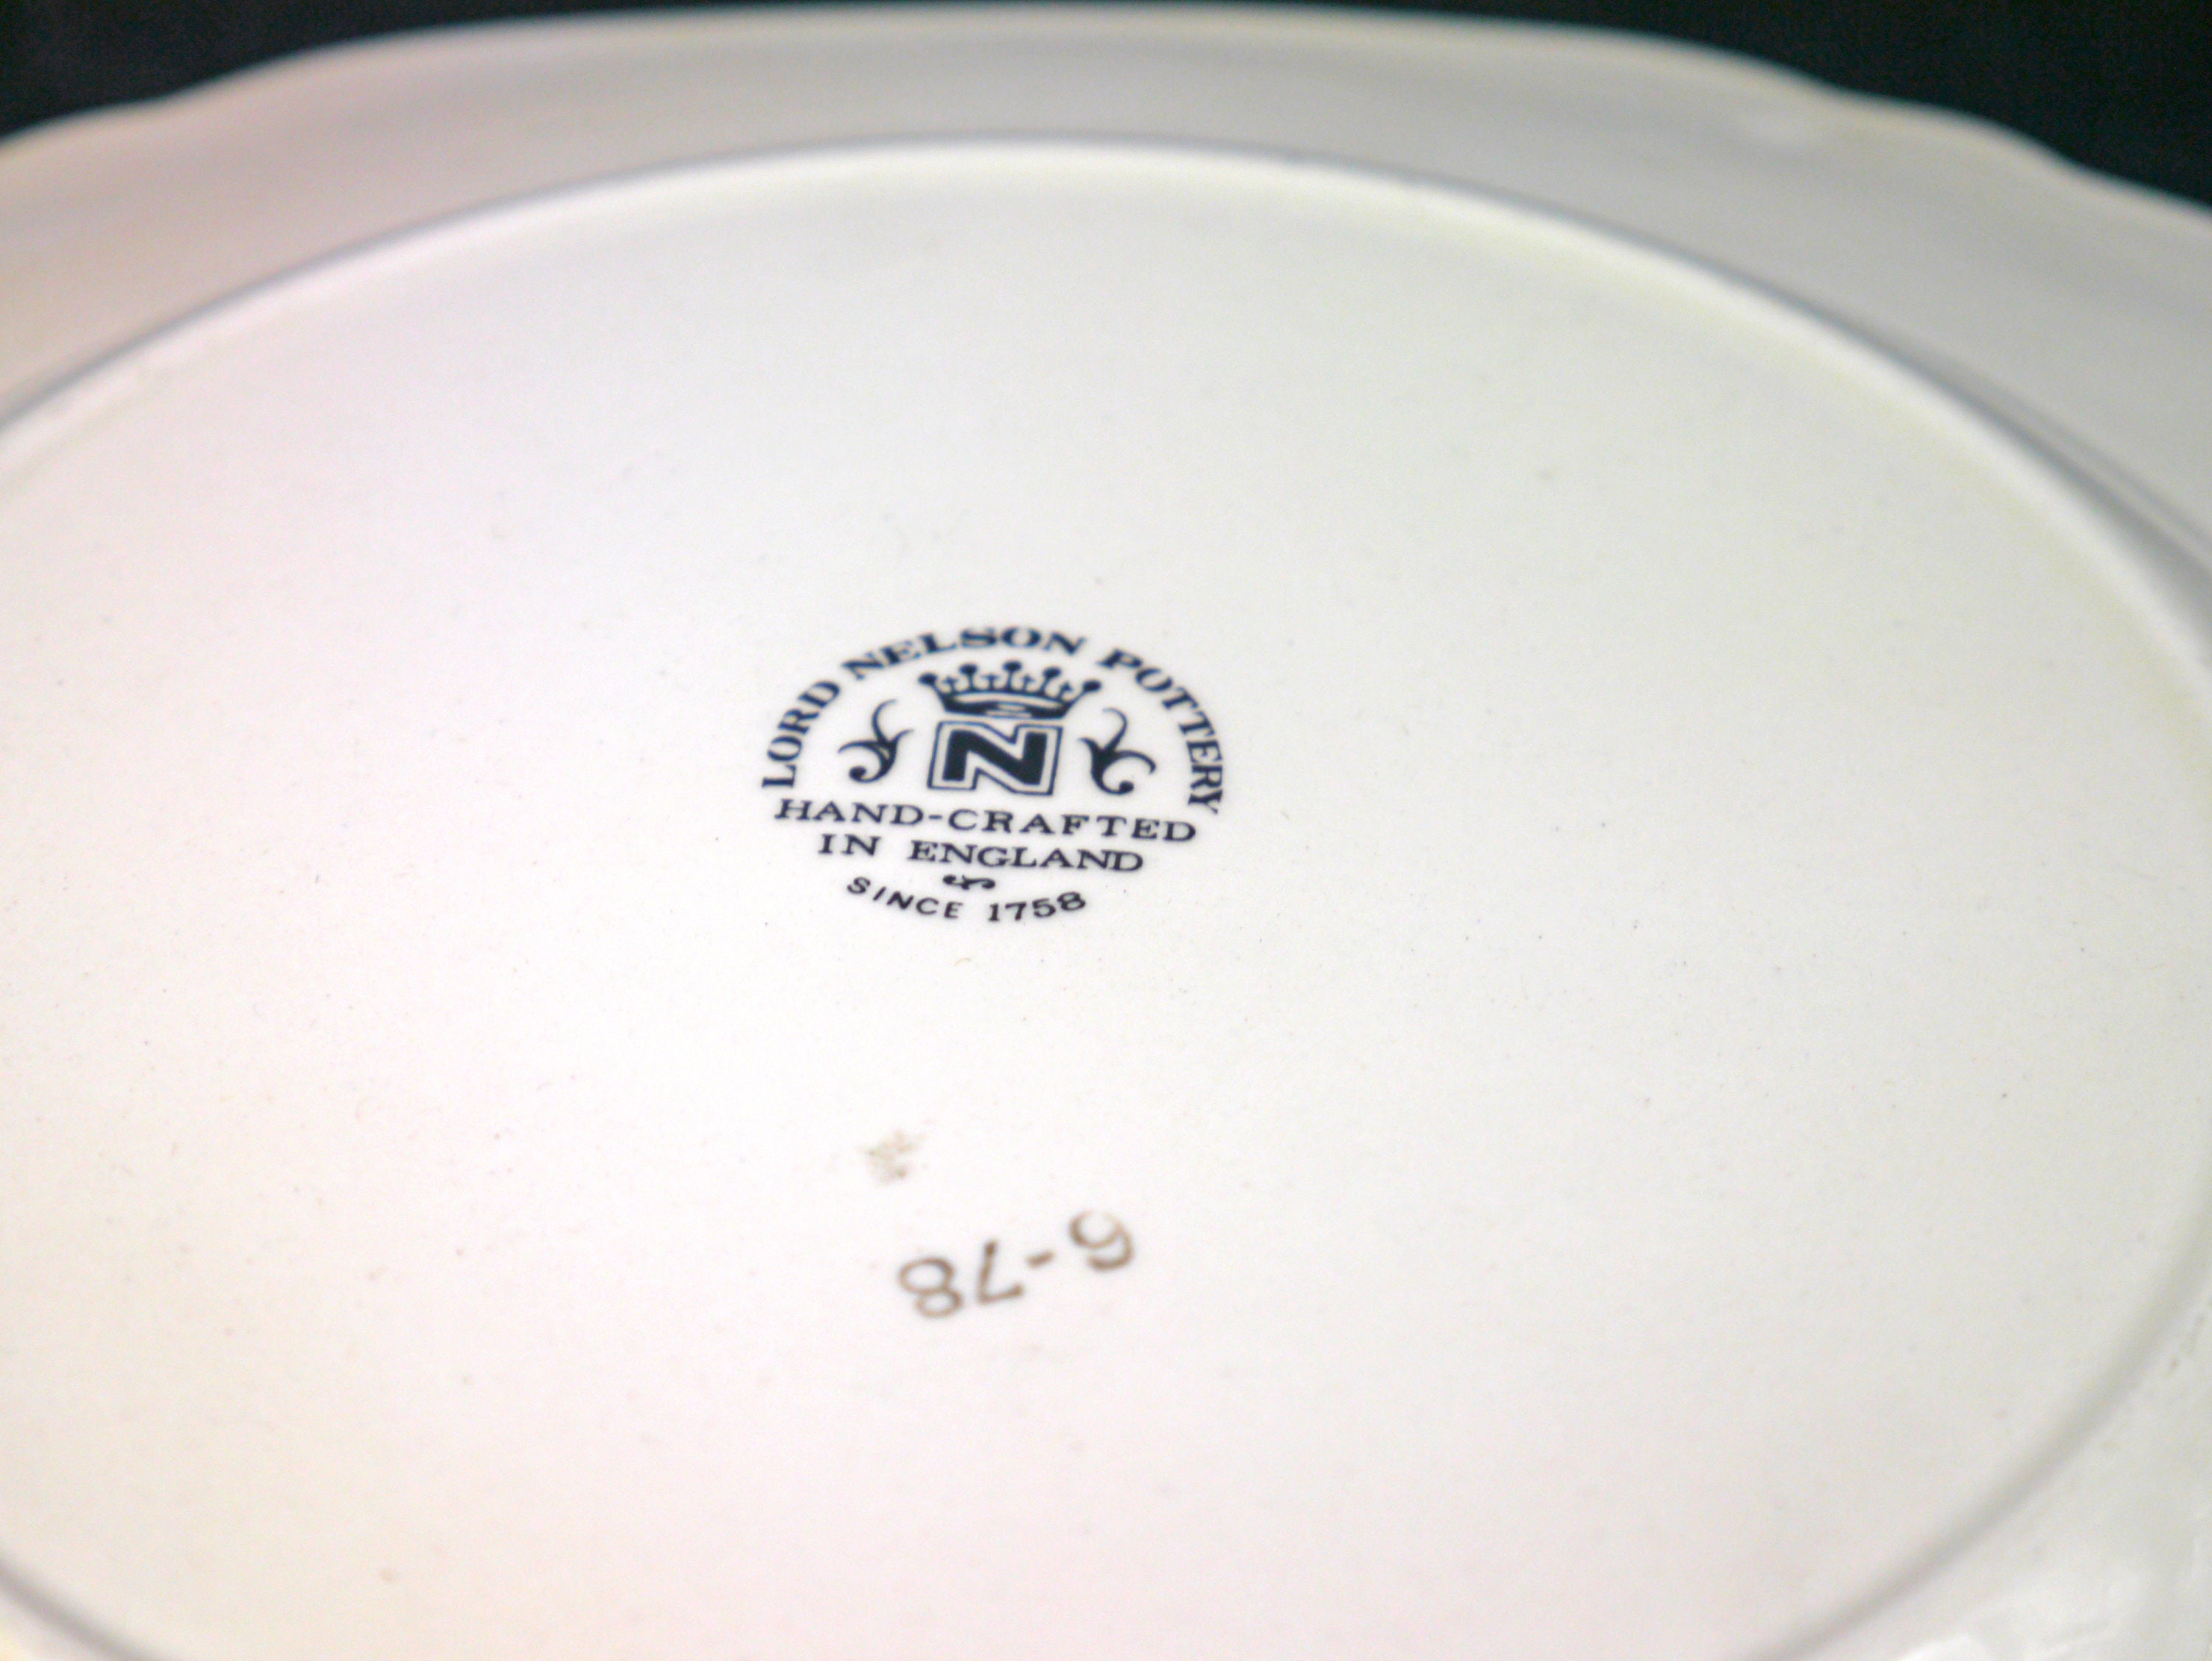 LORD NELSON POTTERY
N
HAND-CRAFTED
IN ENGLAND
SINCE 1758
6-78